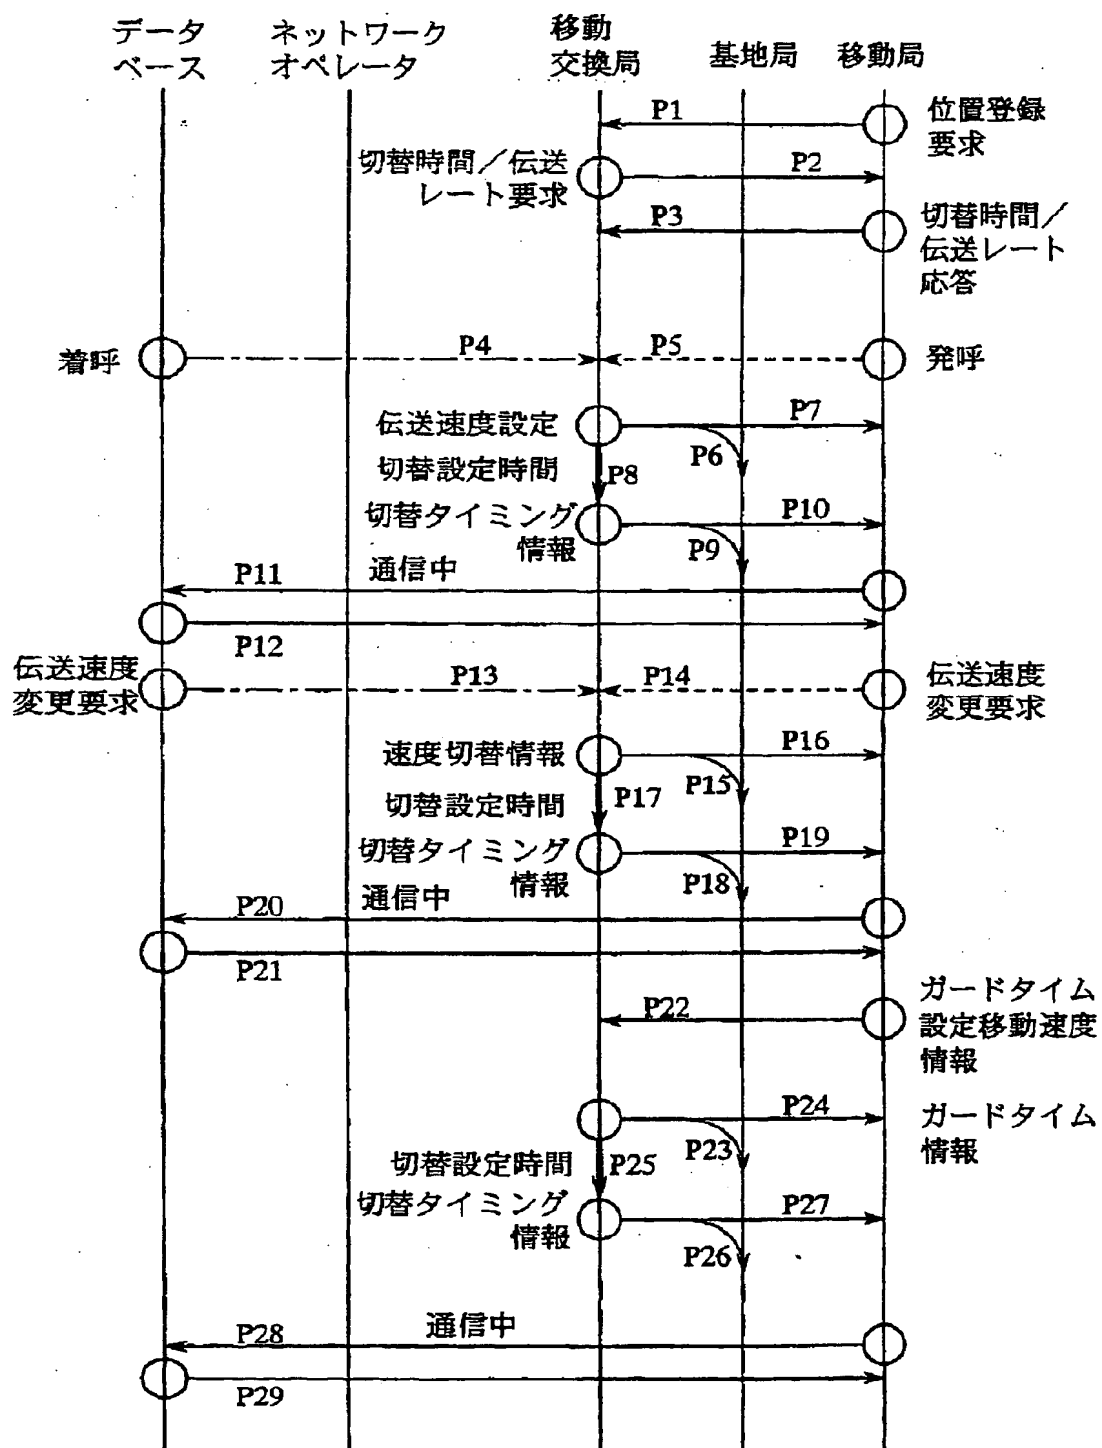 データ
ベース
ネットワーク
オペレータ
移動
交換局
基地局
移動局
P1
位置登録
要求
切替時間／伝送
レート要求
P2
P3
切替時間／
伝送レート
応答
着呼
P4
P5
発呼
伝送速度設定
P7
P6
切替設定時間
P8
切替タイミング
情報
P10
P9
通信中
P11
P12
伝送速度
変更要求
P13
P14
伝送速度
変更要求
速度切替情報
P16
P15
切替設定時間
P17
切替タイミング
情報
P19
P18
通信中
P20
P21
P22
ガードタイム
設定移動速度
情報
P24
P23
ガードタイム
情報
切替設定時間
P25
切替タイミング
情報
P27
P26
通信中
P28
P29